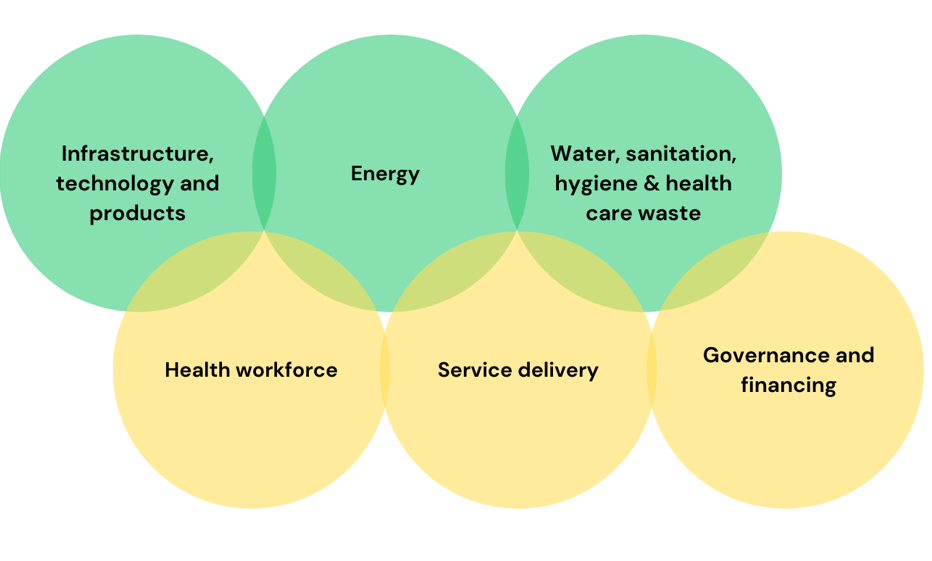 Infrastructure,
technology and
products
Energy
Water, sanitation,
hygiene & health
care waste
Health workforce
Service delivery
Governance and
financing